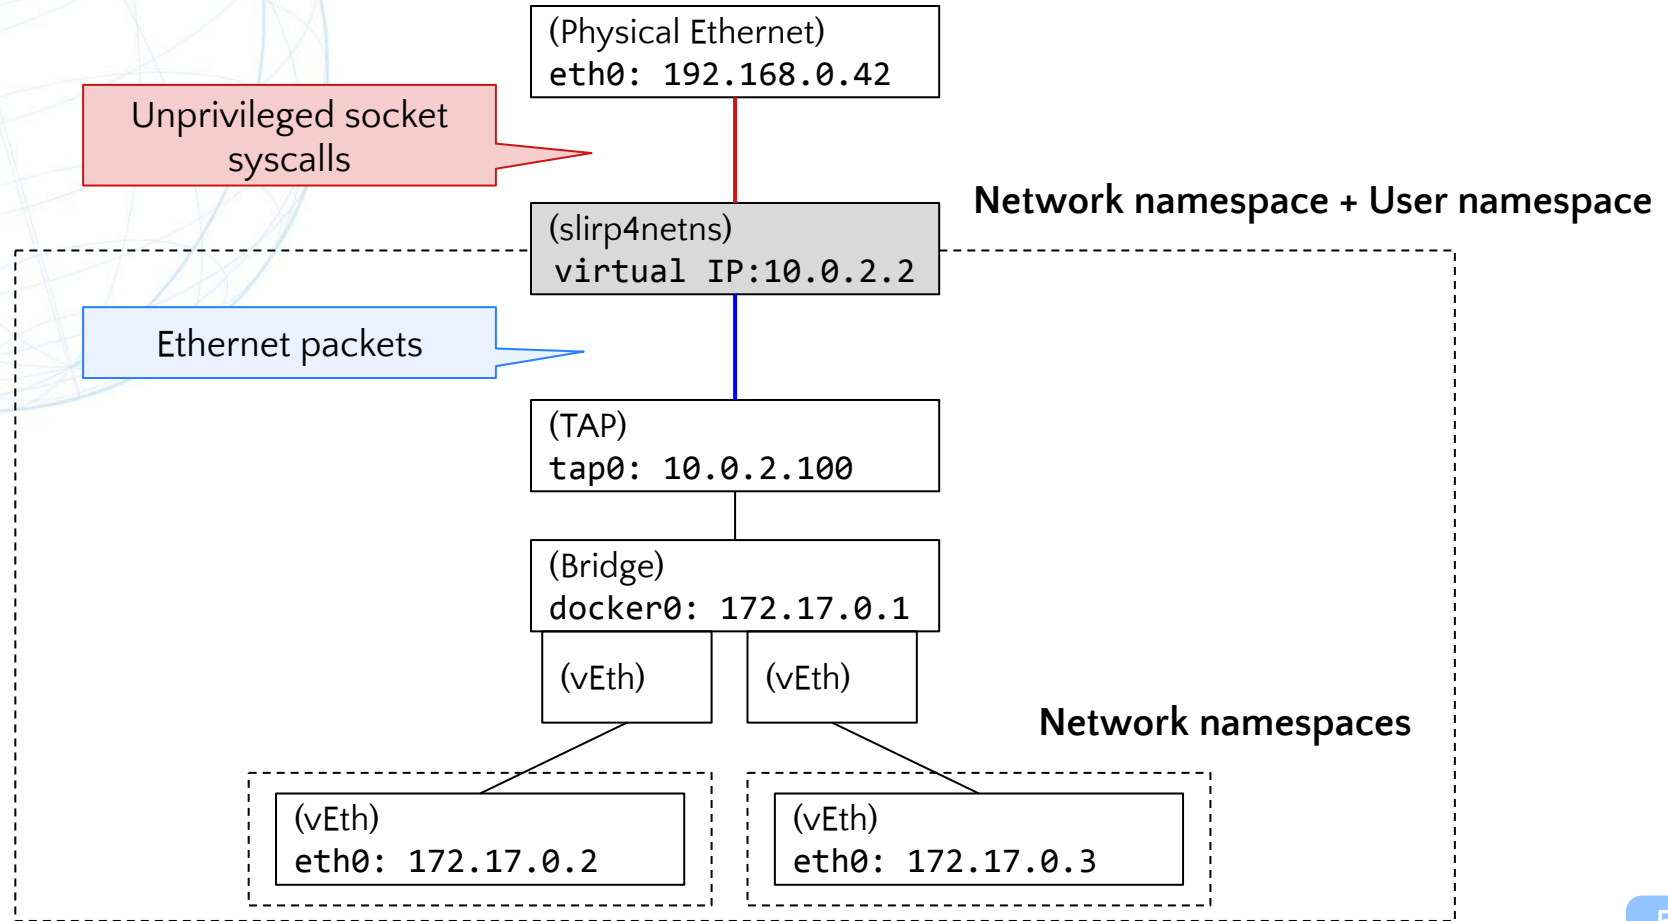 (Physical Ethernet)
eth0: 192.168.0.42
Unprivileged socket
syscalls
Network namespace + User namespace
(slirp4netns)
virtual IP:10.0.2.2
Ethernet packets
(TAP)
tap0: 10.0.2.100
(Bridge)
docker0: 172.17.0.1
(vEth)
(vEth)
Network namespaces
(vEth)
eth0: 172.17.0.2
(vEth)
eth0: 172.17.0.3